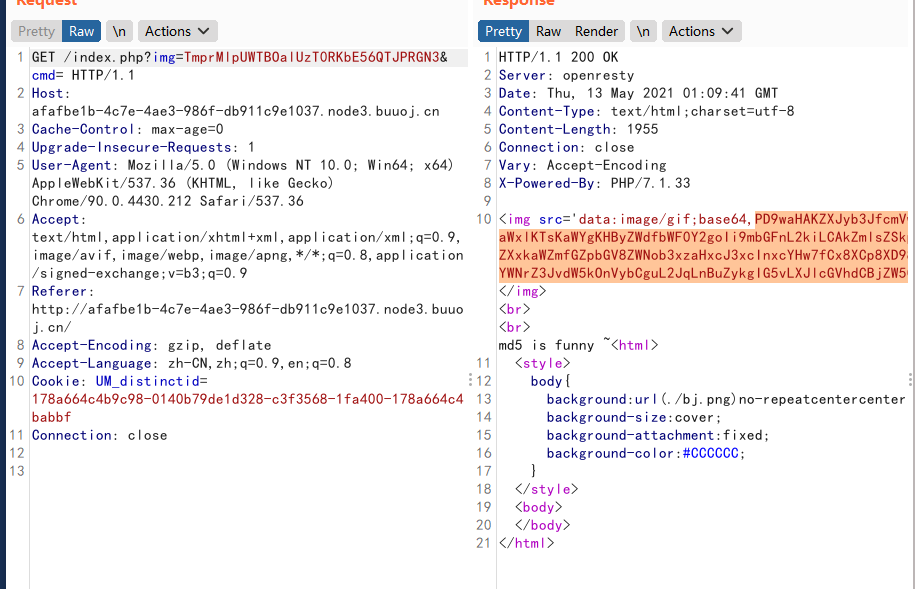 Request
Response
Pretty Raw \n Actions
Pretty Raw Render \n Actions
1 GET /index.php?img=TmprMlpUWTBOalUzTORKbE56QTJPRGN3&
cmd= HTTP/1.1
2 Host:
afafbe1b-4c7e-4ae3-986f-db911c9e1037.node3.buuoj.cn
3 Cache-Control: max-age=0
4 Upgrade-Insecure-Requests: 1
5 User-Agent: Mozilla/5.0 (Windows NT 10.0; Win64; x64)
AppleWebKit/537.36 (KHTML, like Gecko)
Chrome/90.0.4430.212 Safari/537.36
6 Accept:
text/html,application/xhtml+xml,application/xml;q=0.9,
image/avif,image/webp,image/apng,*/*;q=0.8,application
/signed-exchange;v=b3;q=0.9
7 Referer:
http://afafbe1b-4c7e-4ae3-986f-db911c9e1037.node3.buuo
j.cn/
8 Accept-Encoding: gzip, deflate
9 Accept-Language: zh-CN,zh;q=0.9,en;q=0.8
10 Cookie: UM_distinctid=
178a664c4b9c98-0140b79de1d328-c3f3568-1fa400-178a664c4
babbf
11 Connection: close
12
13
1 HTTP/1.1 200 OK
2 Server: openresty
3 Date: Thu, 13 May 2021 01:09:41 GMT
4 Content-Type: text/html;charset=utf-8
5 Content-Length: 1955
6 Connection: close
7 Vary: Accept-Encoding
8 X-Powered-By: PHP/7.1.33
9
10 <img src='data:image/gif;base64,PD9waHAKZXJyb3JfcmV
aWxlKTsKaWYgKHByZWdfbWF0Y2goIi9mbGFnL2kiLCAkZmlsZSk
ZXxkaWZmfGZpbGV8ZWNob3xzaHxcJ3xcInxcYHw7fCx8XCp8XD98
YWNrZ3JvdW5kOnVybCguL2JqLnBuZykgIG5vLXJlcGVhdCBjZW5
</img>
<br>
<br>
md5 is funny ~<html>
11 <style>
12 body{
13 background:url(./bj.png)no-repeatcentercenter
14 background-size:cover;
15 background-attachment:fixed;
16 background-color:#CCCCCC;
17 }
18 </style>
19 <body>
20 </body>
21 </html>